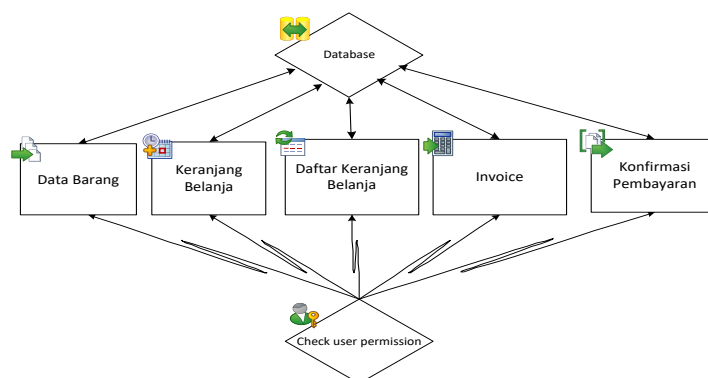 Database
Data Barang
Keranjang
Belanja
Daftar Keranjang
Belanja
Invoice
Konfirmasi
Pembayaran
Check user permission